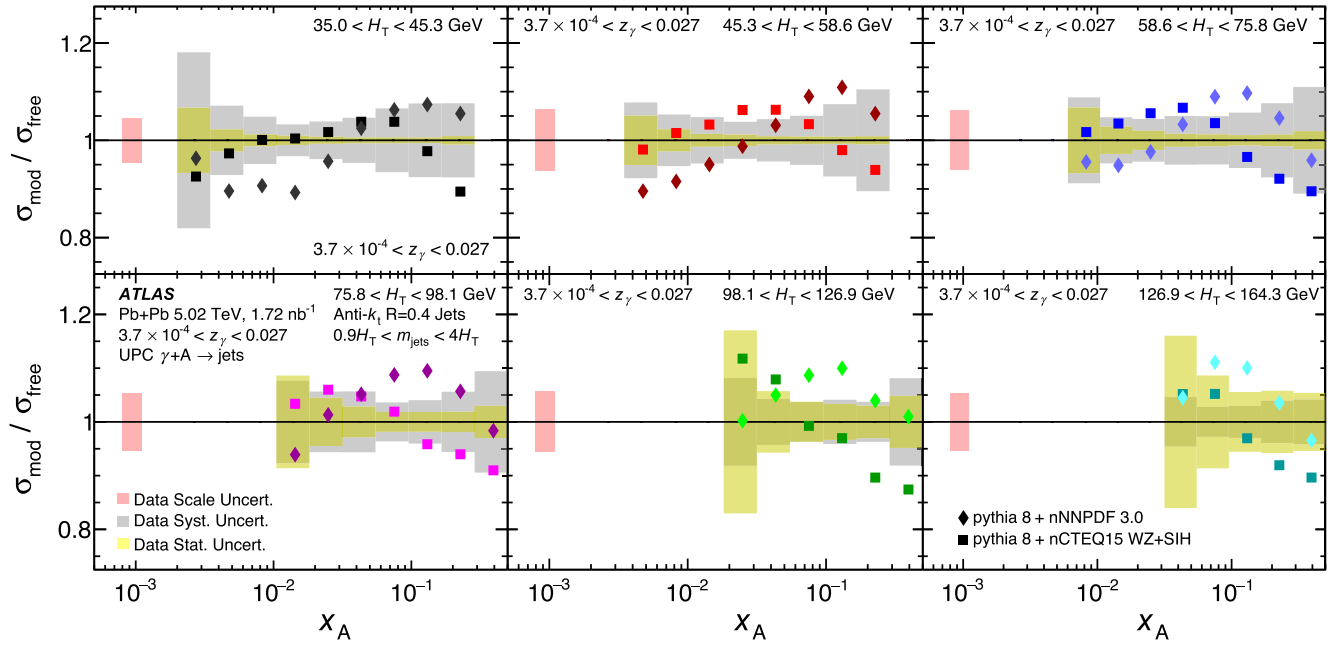 35.0 < H_T < 45.3 GeV
3.7 × 10⁻⁴ < z_γ < 0.027
45.3 < H_T < 58.6 GeV
3.7 × 10⁻⁴ < z_γ < 0.027
58.6 < H_T < 75.8 GeV
1.2
1
0.8
σ_mod / σ_free
3.7 × 10⁻⁴ < z_γ < 0.027
ATLAS
Pb+Pb 5.02 TeV, 1.72 nb⁻¹
3.7 × 10⁻⁴ < z_γ < 0.027
UPC γ+A → jets
75.8 < H_T < 98.1 GeV
Anti-k_t R=0.4 Jets
0.9H_T < m_jets < 4H_T
3.7 × 10⁻⁴ < z_γ < 0.027
98.1 < H_T < 126.9 GeV
3.7 × 10⁻⁴ < z_γ < 0.027
126.9 < H_T < 164.3 GeV
1.2
1
0.8
σ_mod / σ_free
Data Scale Uncert.
Data Syst. Uncert.
Data Stat. Uncert.
pythia 8 + nNNPDF 3.0
pythia 8 + nCTEQ15 WZ+SIH
10⁻³ 10⁻² 10⁻¹ 10⁻³ 10⁻² 10⁻¹ 10⁻³ 10⁻² 10⁻¹
x_A x_A x_A